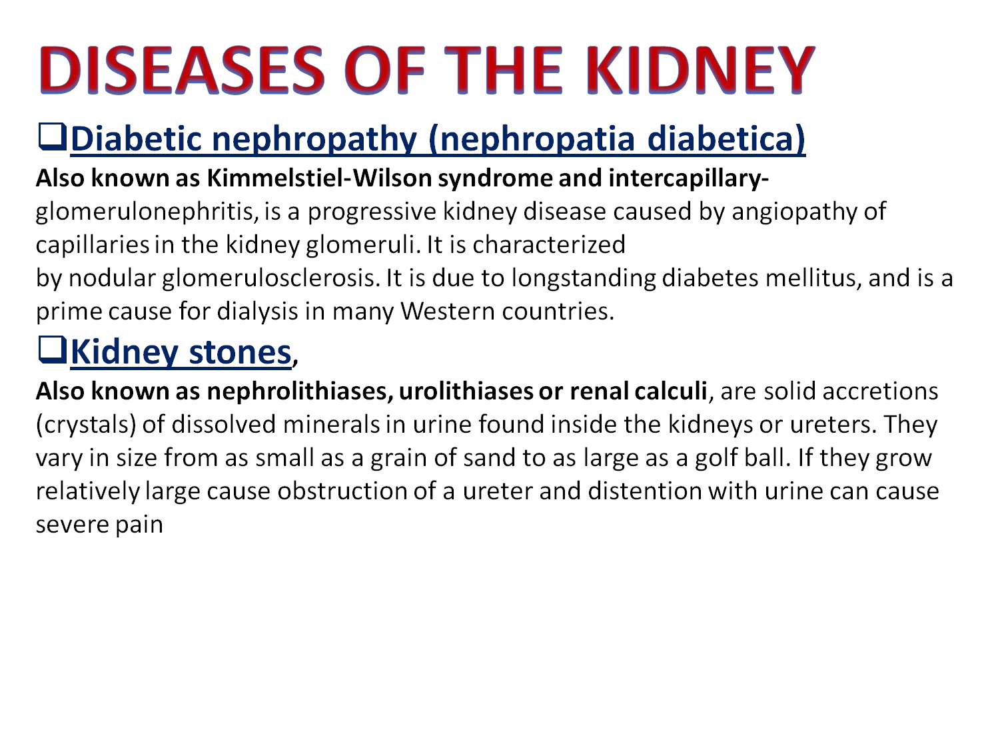 DISEASES OF THE KIDNEY
❑Diabetic nephropathy (nephropatia diabetica)
Also known as Kimmelstiel-Wilson syndrome and intercapillary-
glomerulonephritis, is a progressive kidney disease caused by angiopathy of
capillaries in the kidney glomeruli. It is characterized
by nodular glomerulosclerosis. It is due to longstanding diabetes mellitus, and is a
prime cause for dialysis in many Western countries.
❑Kidney stones,
Also known as nephrolithiases, urolithiases or renal calculi, are solid accretions
(crystals) of dissolved minerals in urine found inside the kidneys or ureters. They
vary in size from as small as a grain of sand to as large as a golf ball. If they grow
relatively large cause obstruction of a ureter and distention with urine can cause
severe pain